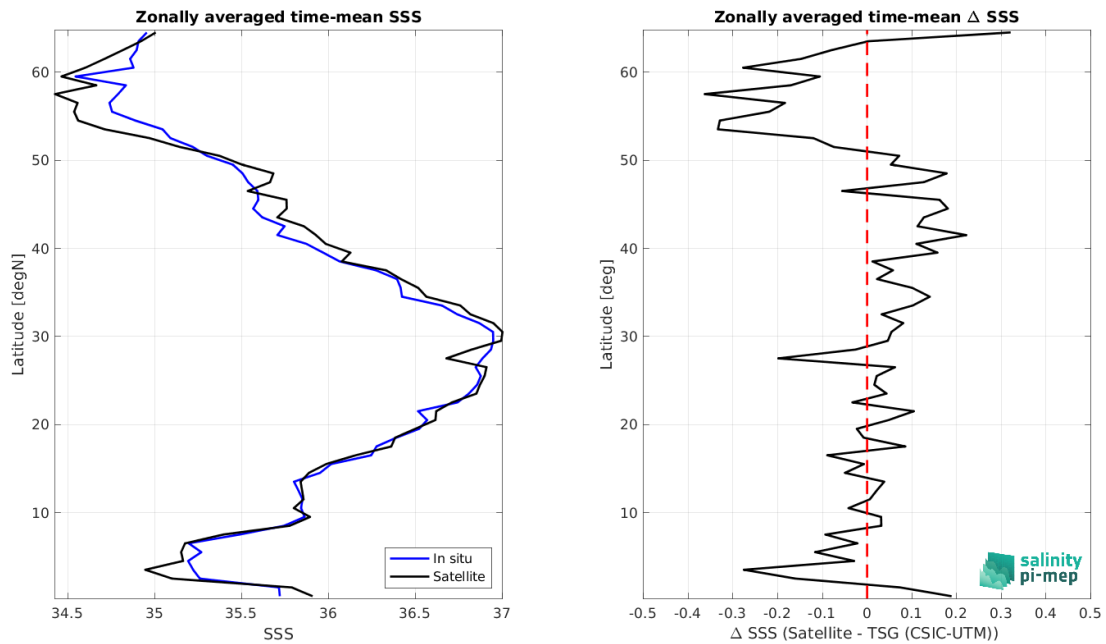 Zonally averaged time-mean SSS
60
50
40
30
20
10
Latitude [degN]
34.5 35 35.5 36 36.5 37
SSS
In situ
Satellite
Zonally averaged time-mean Δ SSS
60
50
40
30
20
10
Latitude [deg]
-0.5 -0.4 -0.3 -0.2 -0.1 0 0.1 0.2 0.3 0.4 0.5
Δ SSS (Satellite - TSG (CSIC-UTM))
salinity
pi-mep